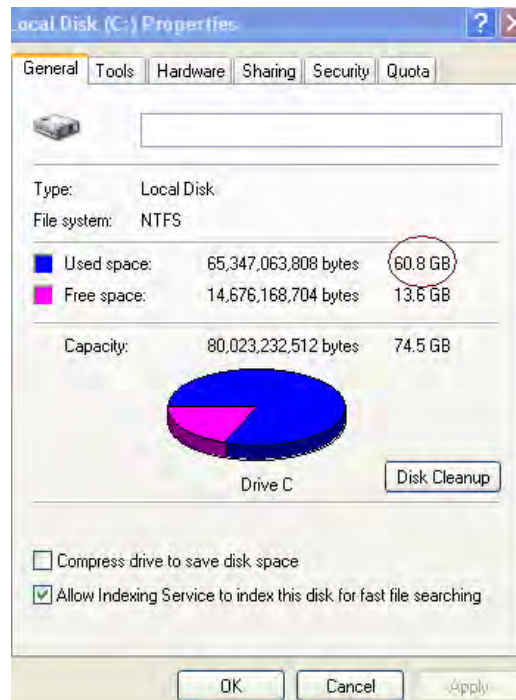 Local Disk (C:) Properties
General Tools Hardware Sharing Security Quota
Type: Local Disk
File system: NTFS
Used space: 65,347,063,808 bytes 60.8 GB
Free space: 14,676,168,704 bytes 13.6 GB
Capacity: 80,023,232,512 bytes 74.5 GB
Drive C
Disk Cleanup
Compress drive to save disk space
Allow Indexing Service to index this disk for fast file searching
OK Cancel Apply